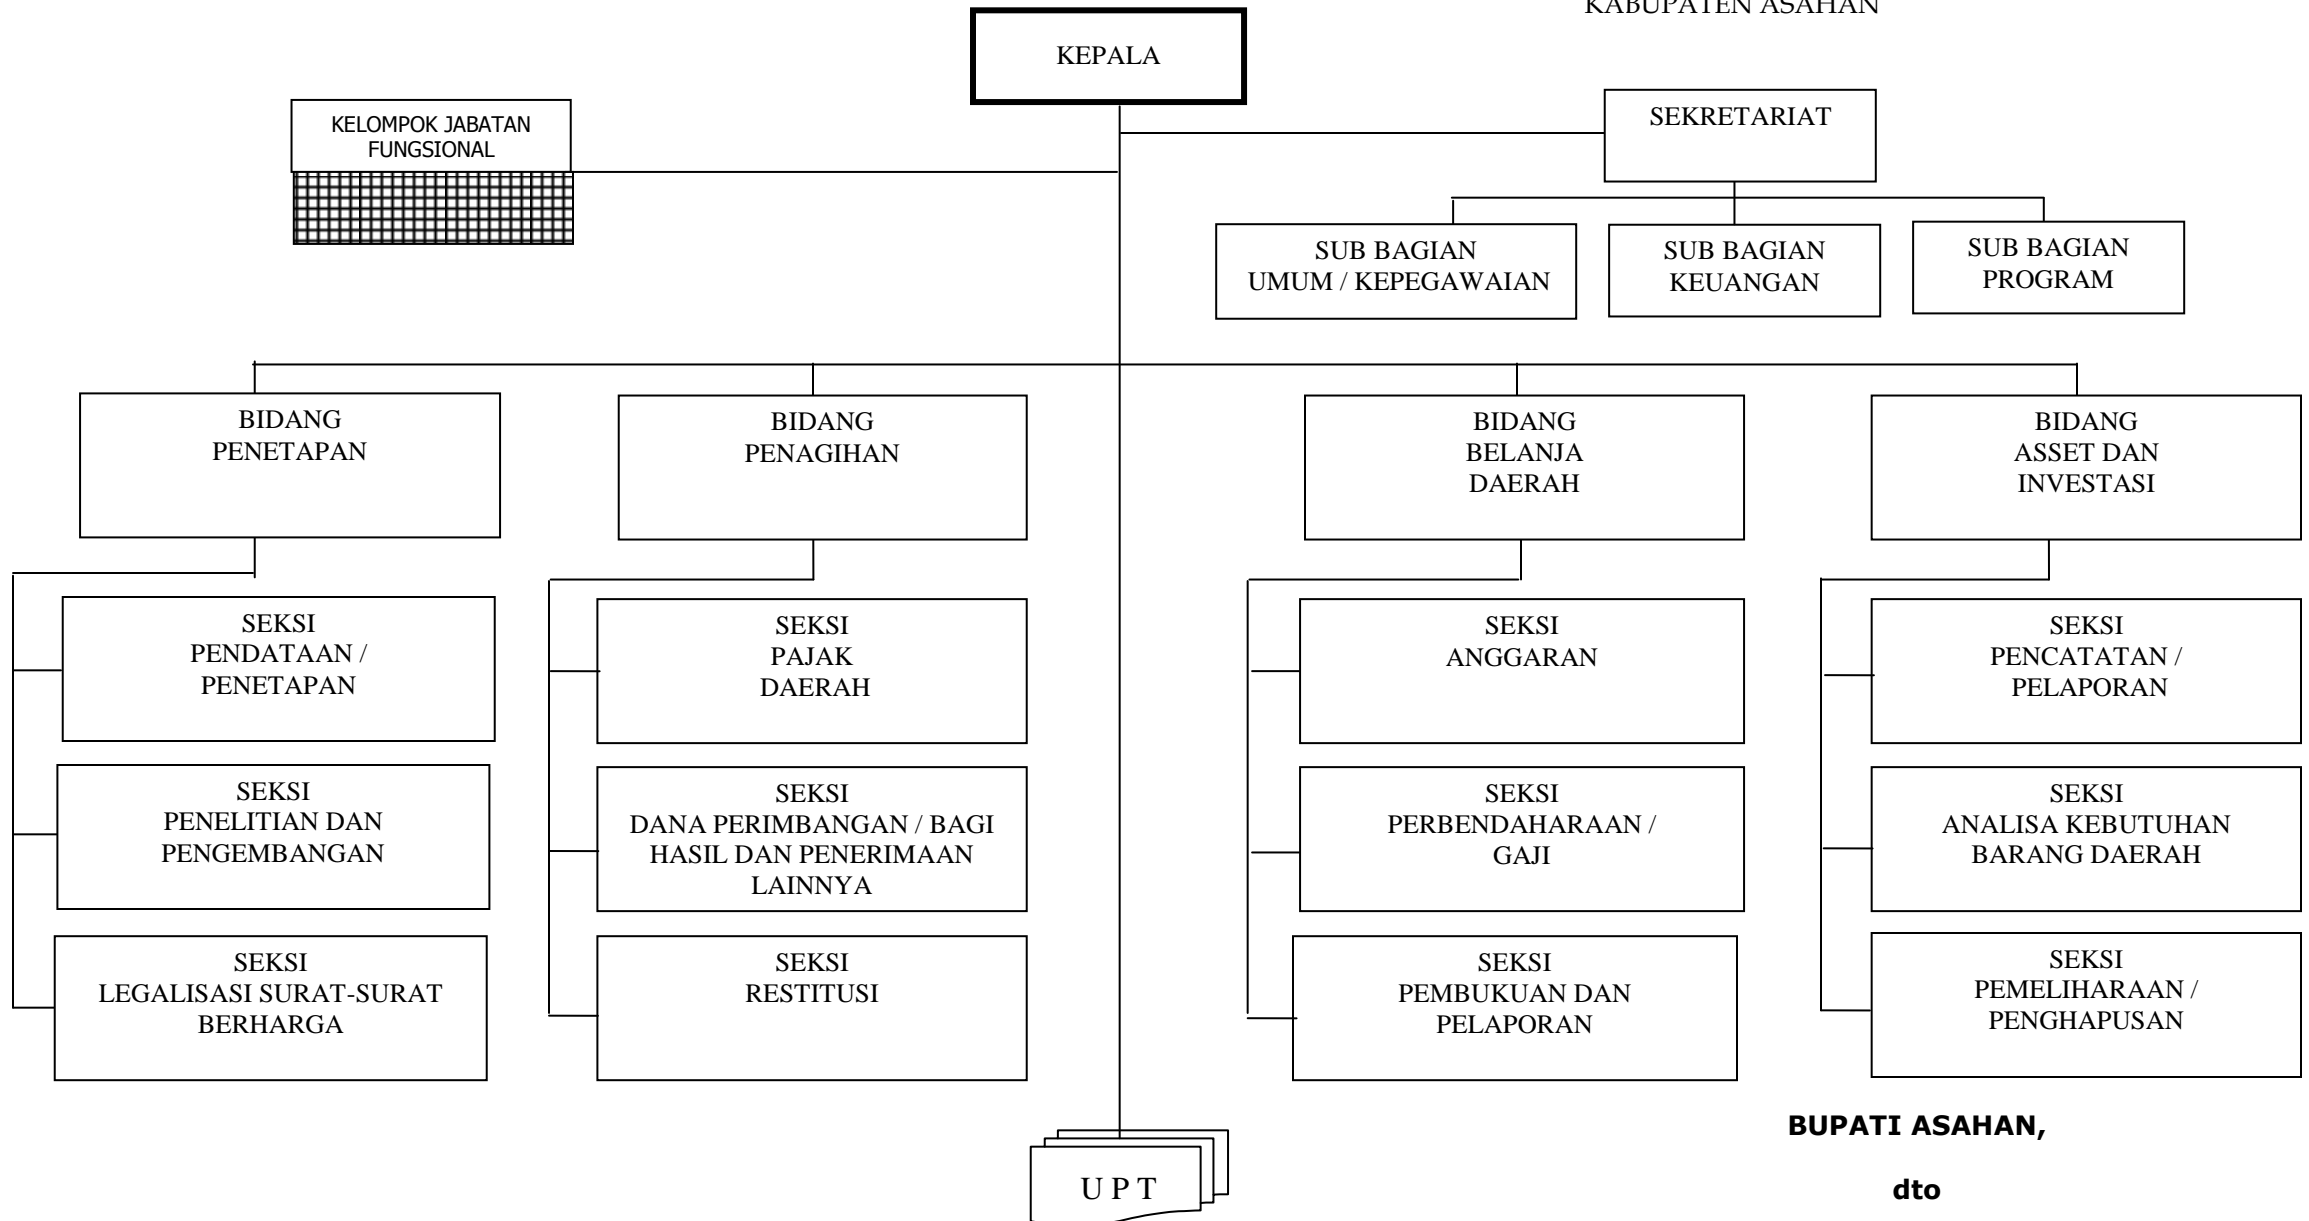 KABUPATEN ASAHAN
KEPALA
KELOMPOK JABATAN
FUNGSIONAL
SEKRETARIAT
SUB BAGIAN
UMUM / KEPEGAWAIAN
SUB BAGIAN
KEUANGAN
SUB BAGIAN
PROGRAM
BIDANG
PENETAPAN
BIDANG
PENAGIHAN
BIDANG
BELANJA
DAERAH
BIDANG
ASSET DAN
INVESTASI
SEKSI
PENDATAAN /
PENETAPAN
SEKSI
PAJAK
DAERAH
SEKSI
ANGGARAN
SEKSI
PENCATATAN /
PELAPORAN
SEKSI
PENELITIAN DAN
PENGEMBANGAN
SEKSI
DANA PERIMBANGAN / BAGI
HASIL DAN PENERIMAAN
LAINNYA
SEKSI
PERBENDAHARAAN /
GAJI
SEKSI
ANALISA KEBUTUHAN
BARANG DAERAH
SEKSI
LEGALISASI SURAT-SURAT
BERHARGA
SEKSI
RESTITUSI
SEKSI
PEMBUKUAN DAN
PELAPORAN
SEKSI
PEMELIHARAAN /
PENGHAPUSAN
BUPATI ASAHAN,
U P T
dto